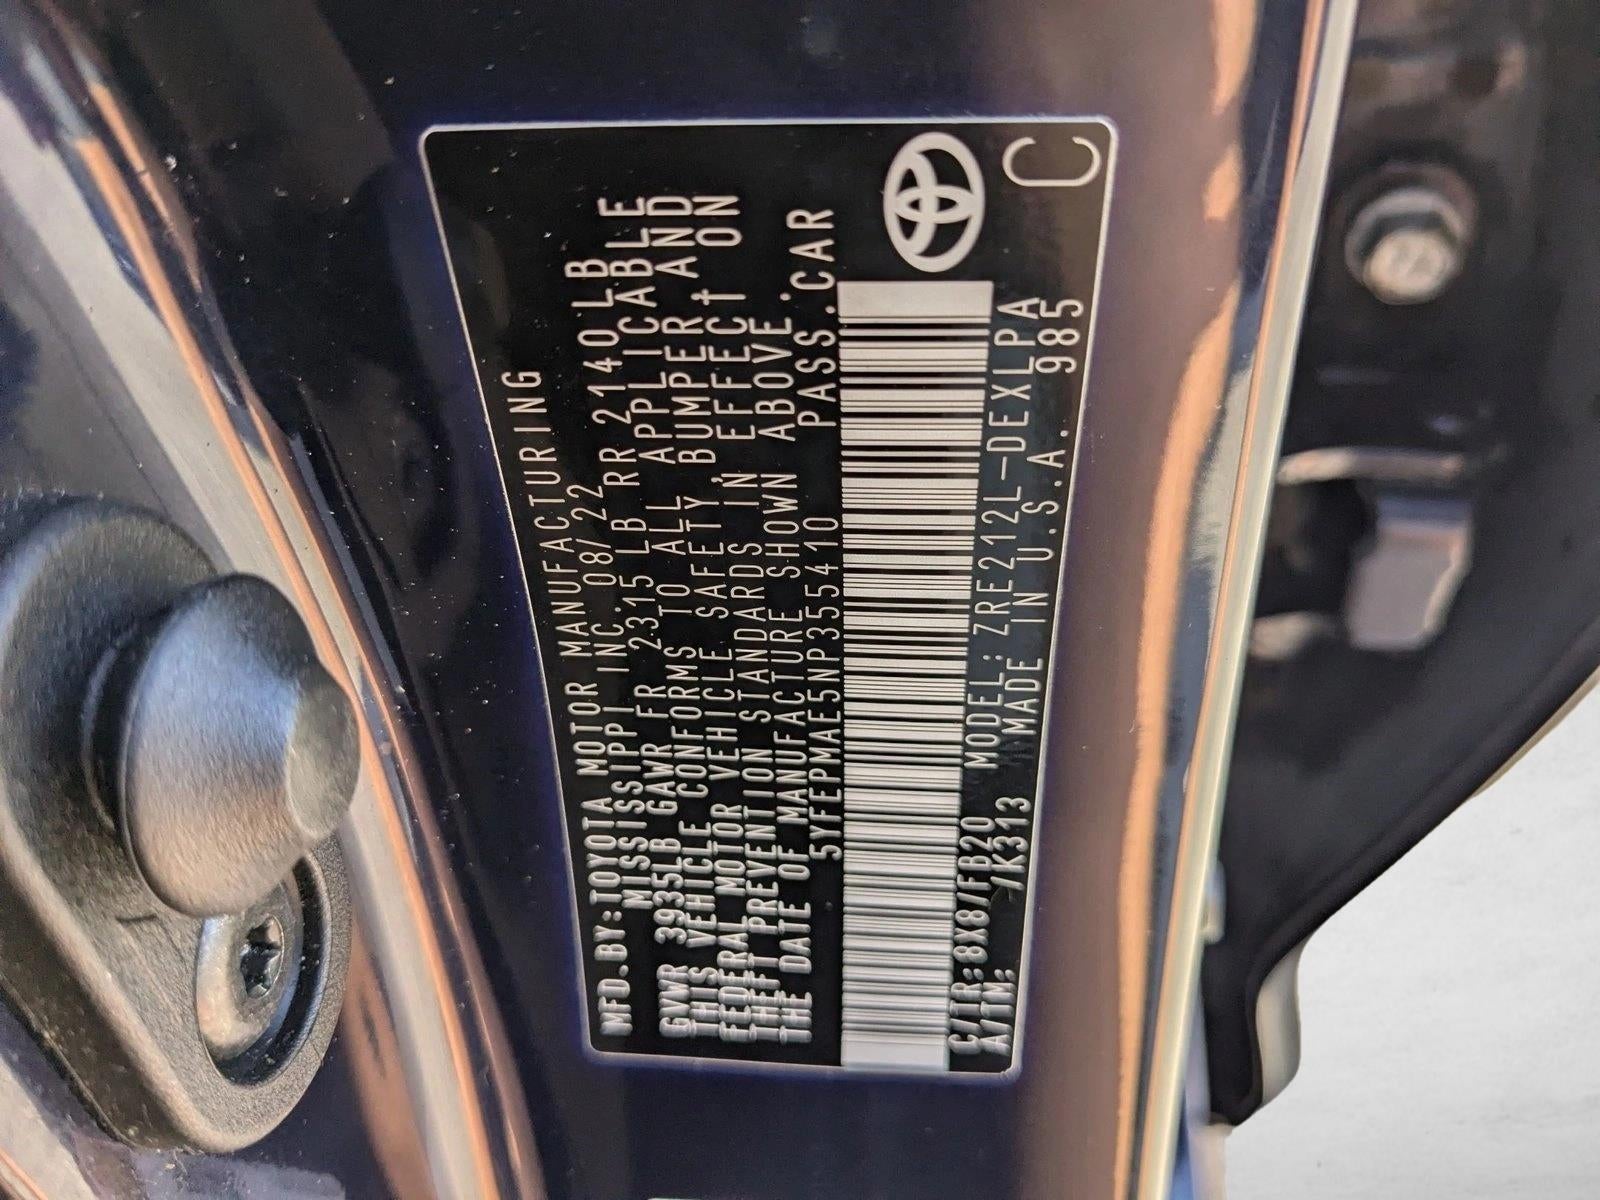 MFD.BY:TOYOTA MOTOR MANUFACTURING
MISSISSIPPI INC 08/22
GVWR 3935LB GAWR FR 2315 LB RR 2140 LB
THIS VEHICLE CONFORMS TO ALL APPLICABLE
FEDERAL MOTOR VEHICLE SAFETY, BUMPER, AND
THEFT PREVENTION STANDARDS IN EFFECT ON
THE DATE OF MANUFACTURE SHOWN ABOVE.
5YFEPMAE5NP355410 PASS.CAR
C/TR:8X8/FB20 MODEL: ZRE212L-DEXLPA
A/TM: -/K313 MADE IN U.S.A. 985
C